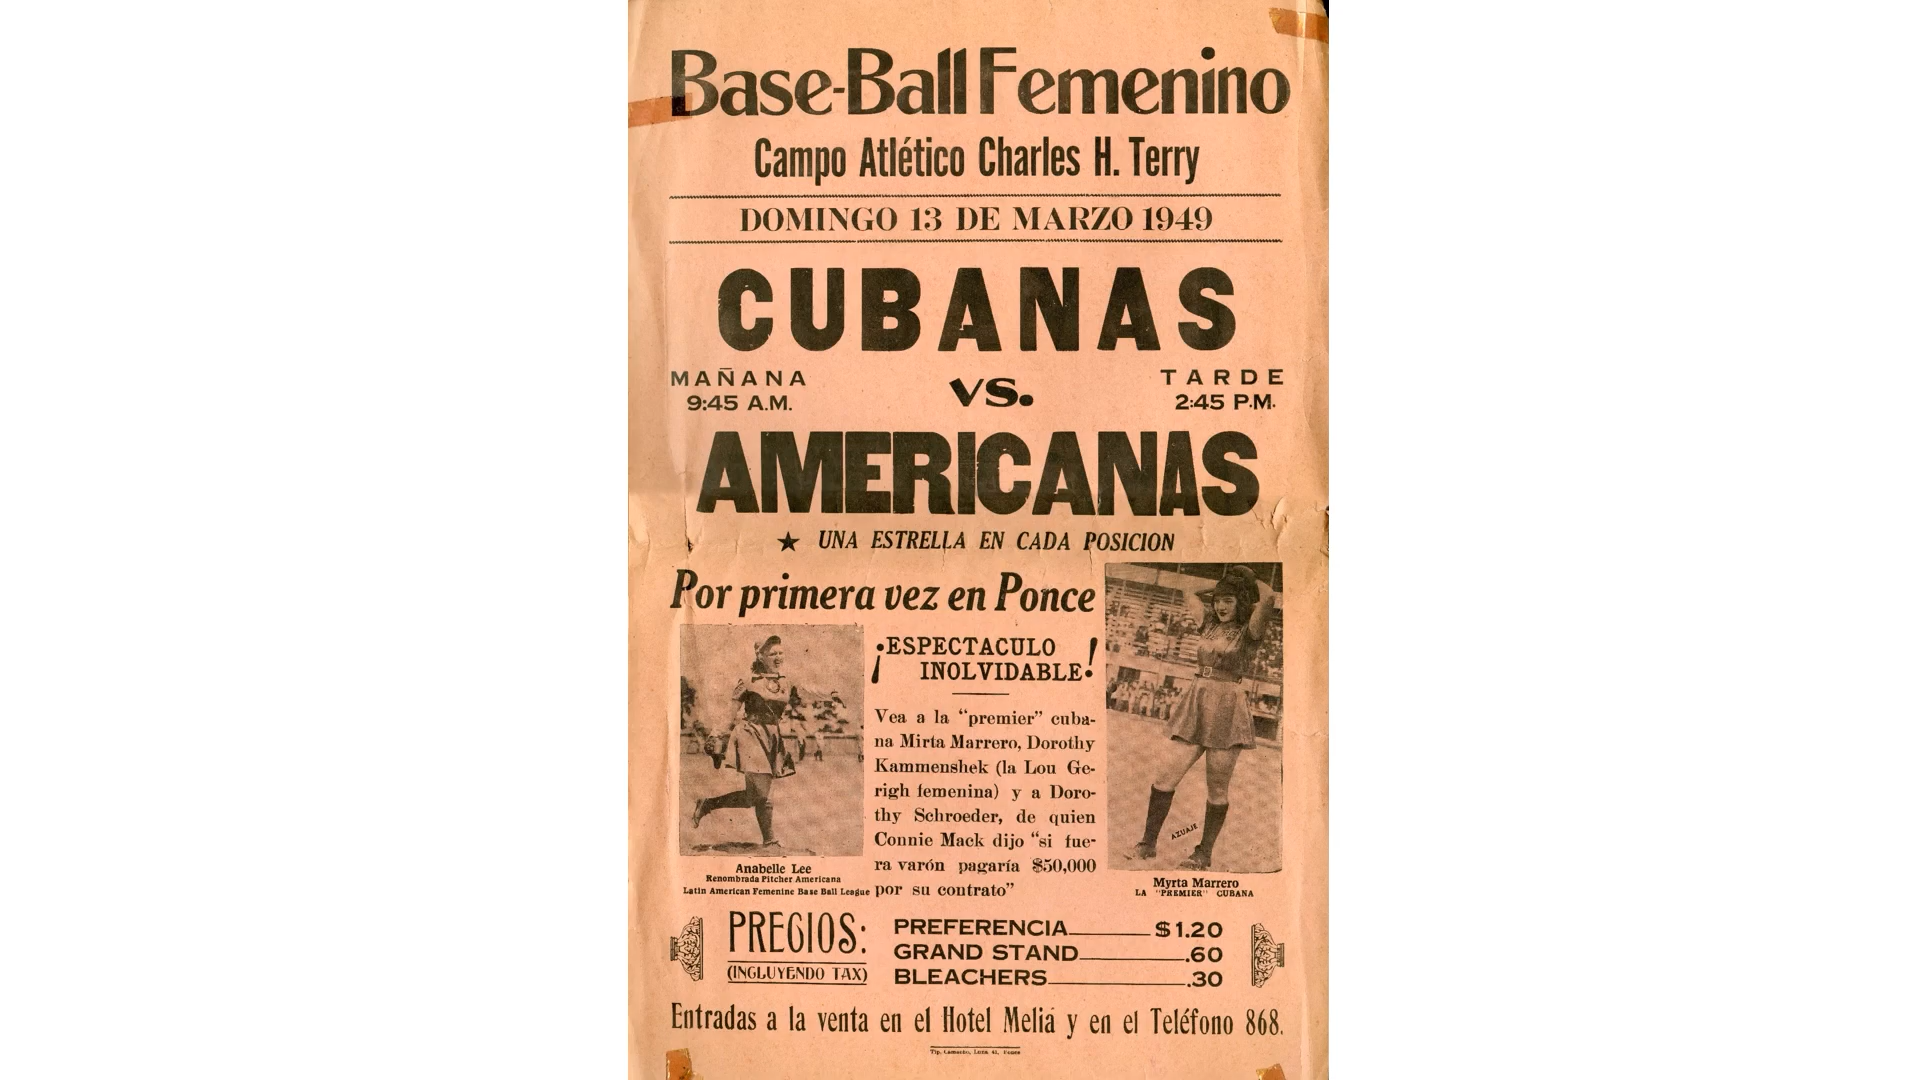 Base-Ball Femenino
Campo Atlético Charles H. Terry
DOMINGO 13 DE MARZO 1949
CUBANAS
MAÑANA
9:45 A.M.
vs.
TARDE
2:45 P.M.
AMERICANAS
★ UNA ESTRELLA EN CADA POSICION
Por primera vez en Ponce
¡ESPECTACULO
INOLVIDABLE!
Vea a la "premier" cuba-
na Mirta Marrero, Dorothy
Kammenshek (la Lou Ge-
righ femenina) y a Doro-
thy Schroeder, de quien
Connie Mack dijo "si fue-
ra varón pagaría $50,000
por su contrato"
Anabelle Lee
Renombrada Pitcher Americana
Latin American Femenine Base Ball League
AZUAJE
Myrta Marrero
LA "PREMIER" CUBANA
PRECIOS:
(INCLUYENDO TAX)
PREFERENCIA $1.20
GRAND STAND .60
BLEACHERS .30
Entradas a la venta en el Hotel Meliá y en el Teléfono 868.
Tip. Camacho, Luna 41, Ponce